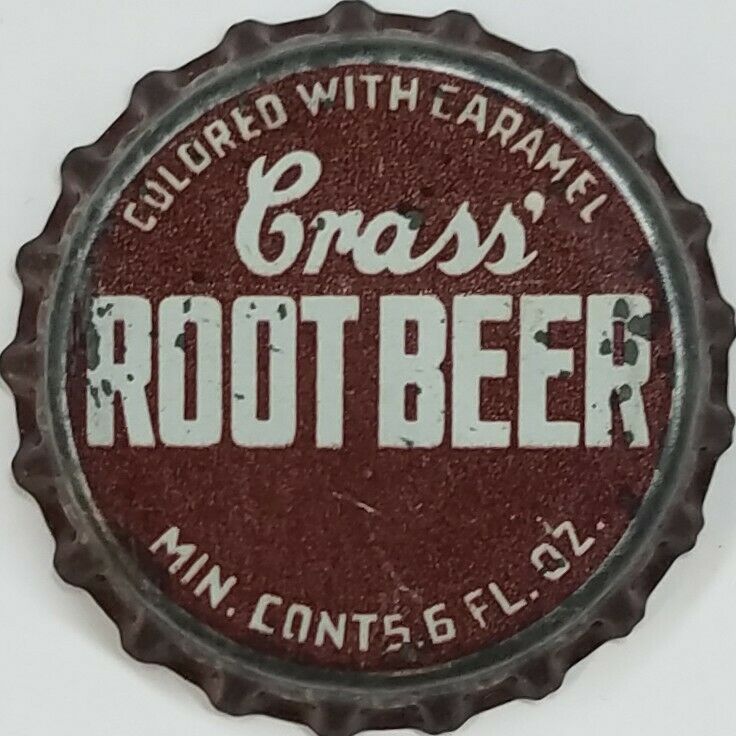 COLORED WITH CARAMEL
Crass'
ROOT BEER
MIN. CONTS. 6 FL. OZ.